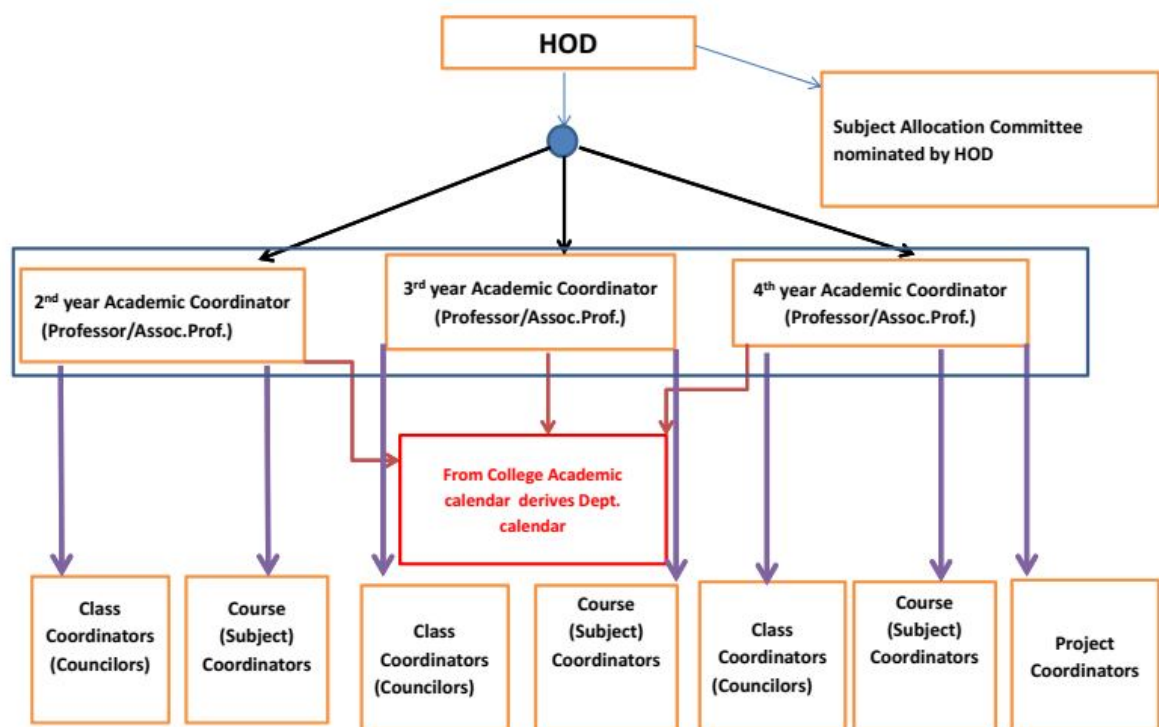 HOD
Subject Allocation Committee
nominated by HOD
2nd year Academic Coordinator
(Professor/Assoc.Prof.)
3rd year Academic Coordinator
(Professor/Assoc.Prof.)
4th year Academic Coordinator
(Professor/Assoc.Prof.)
From College Academic
calendar derives Dept.
calendar
Class
Coordinators
(Councilors)
Course
(Subject)
Coordinators
Class
Coordinators
(Councilors)
Course
(Subject)
Coordinators
Class
Coordinators
(Councilors)
Course
(Subject)
Coordinators
Project
Coordinators